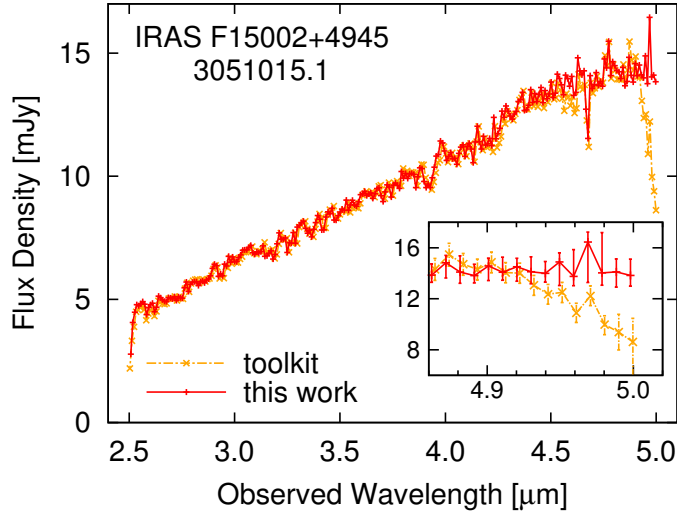 IRAS F15002+4945
3051015.1
Flux Density [mJy]
15
10
5
0
16
12
8
4.9 5.0
toolkit
this work
2.5 3.0 3.5 4.0 4.5 5.0
Observed Wavelength [μm]